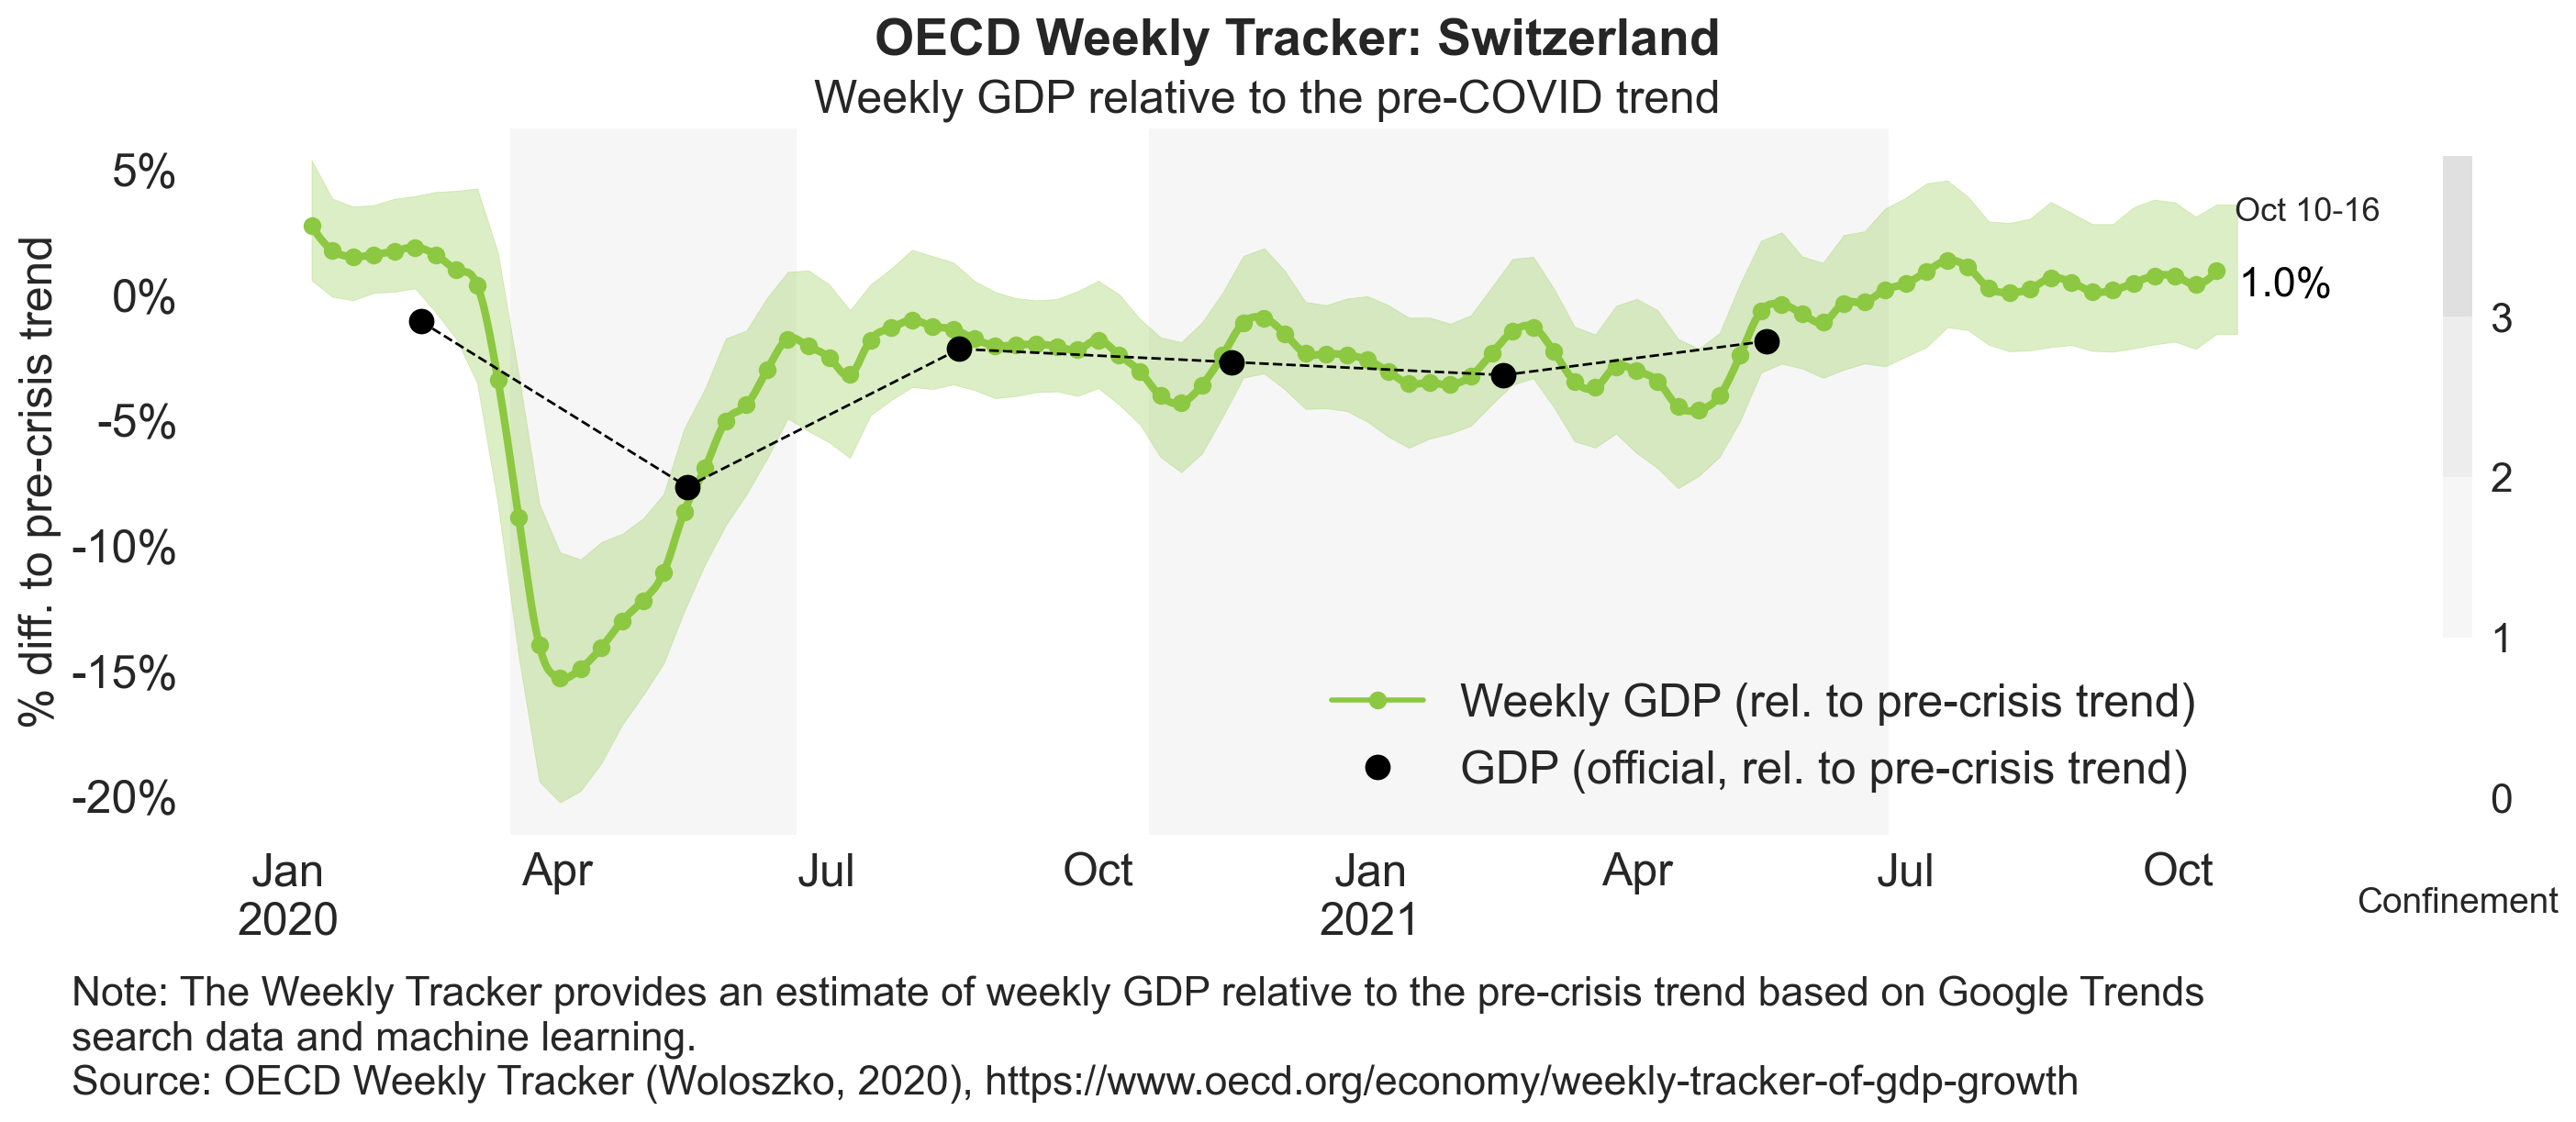 OECD Weekly Tracker: Switzerland
Weekly GDP relative to the pre-COVID trend
% diff. to pre-crisis trend
5%
0%
-5%
-10%
-15%
-20%
Oct 10-16
1.0%
3
2
1
0
Weekly GDP (rel. to pre-crisis trend)
GDP (official, rel. to pre-crisis trend)
Jan Apr Jul Oct Jan Apr Jul Oct
2020 2021
Confinement
Note: The Weekly Tracker provides an estimate of weekly GDP relative to the pre-crisis trend based on Google Trends
search data and machine learning.
Source: OECD Weekly Tracker (Woloszko, 2020), https://www.oecd.org/economy/weekly-tracker-of-gdp-growth